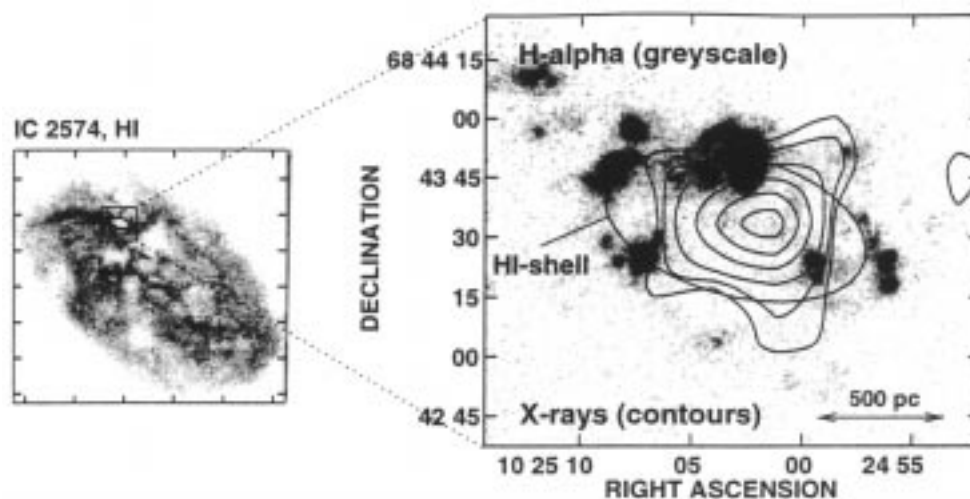 IC 2574, HI
H-alpha (greyscale)
HI-shell
X-rays (contours)
500 pc
DECLINATION
68 44 15
00
43 45
30
15
00
42 45
10 25 10
05
00
24 55
RIGHT ASCENSION